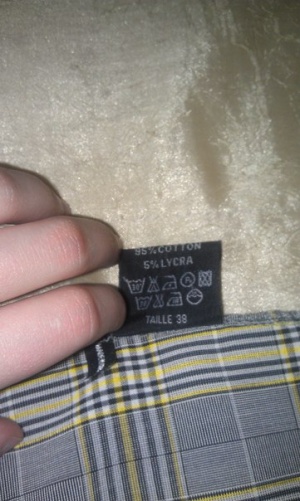 95% COTTON
5% LYCRA
TAILLE 38